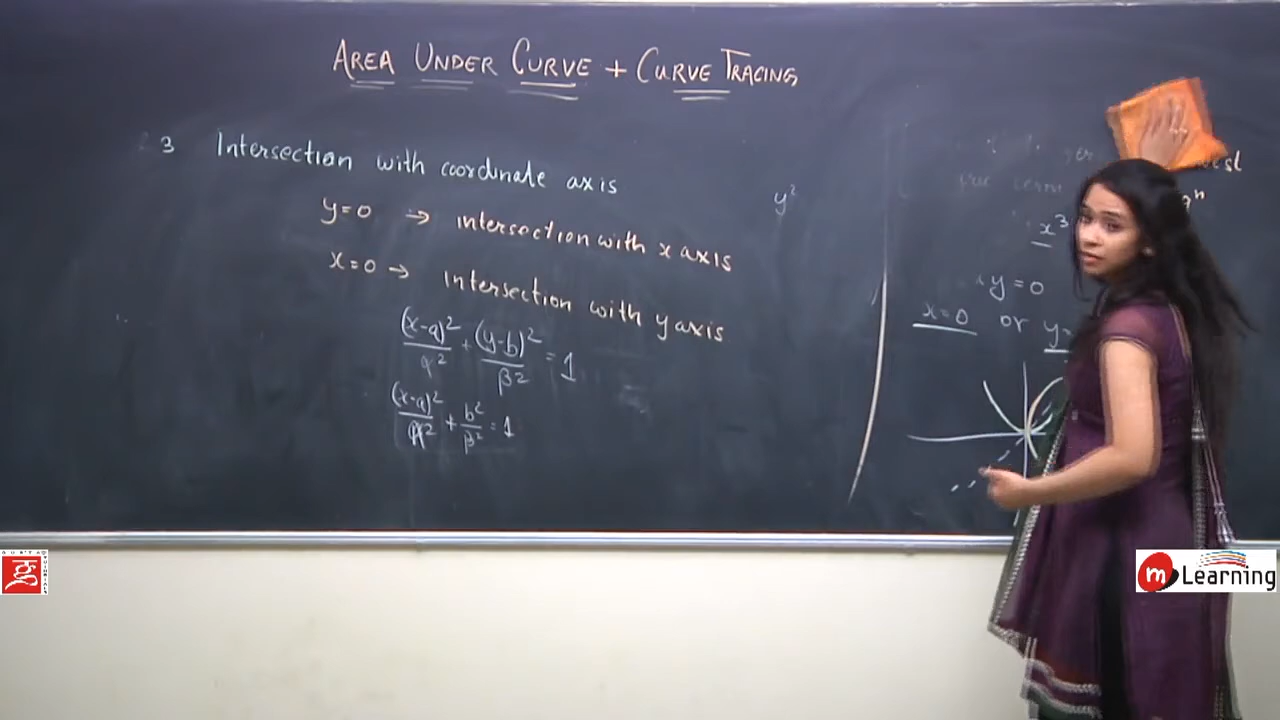 AREA UNDER CURVE + CURVE TRACING
3 Intersection with coordinate axis
y=0 → intersection with x axis
x=0 → intersection with y axis
(x-a)²/α² + (y-b)²/β² = 1
(x-a)²/α² + b²/β² = 1
y²
x³
xy = 0
x=0 or y=
m Learning